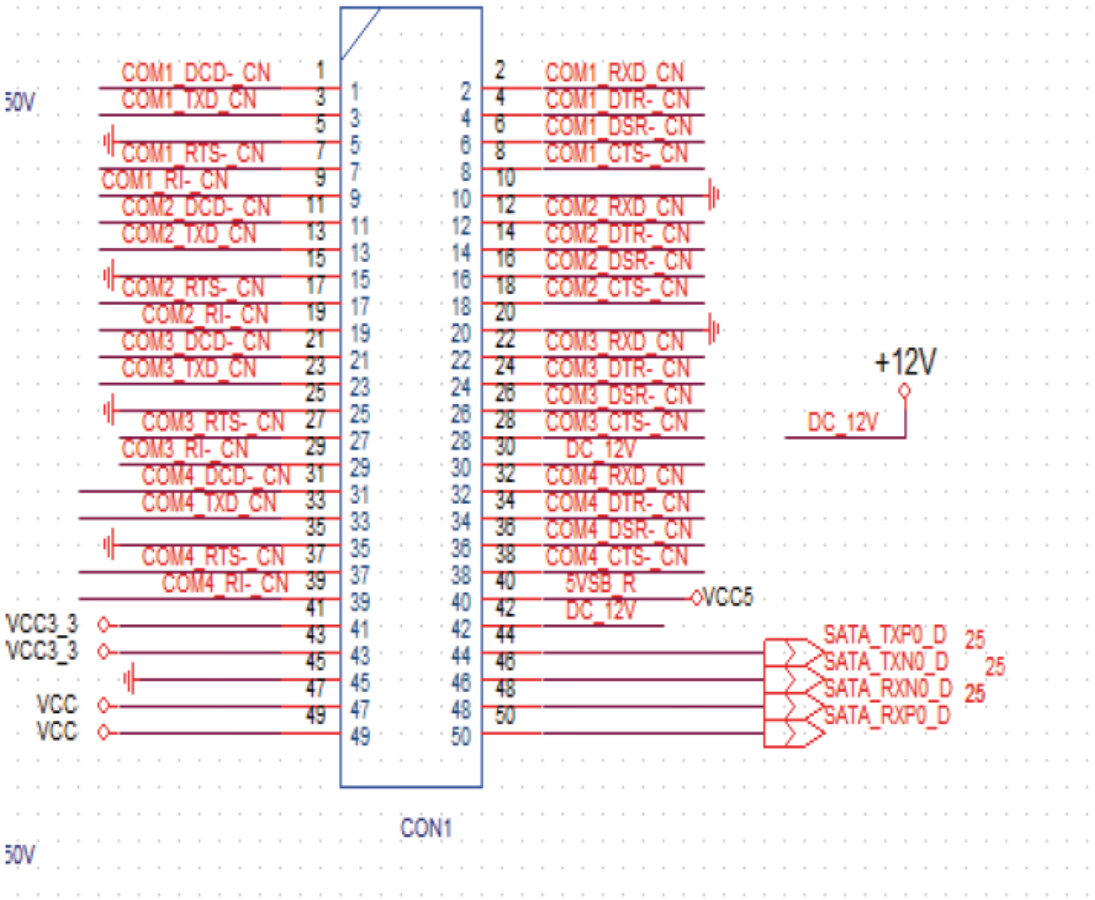 50V
COM1_DCD-_CN 1 1 2 2 COM1_RXD_CN
COM1_TXD_CN 3 3 4 4 COM1_DTR-_CN
5 5 6 6 COM1_DSR-_CN
COM1_RTS-_CN 7 7 8 8 COM1_CTS-_CN
COM1_RI-_CN 9 9 10 10
COM2_DCD-_CN 11 11 12 12 COM2_RXD_CN
COM2_TXD_CN 13 13 14 14 COM2_DTR-_CN
15 15 16 16 COM2_DSR-_CN
COM2_RTS-_CN 17 17 18 18 COM2_CTS-_CN
COM2_RI-_CN 19 19 20 20
COM3_DCD-_CN 21 21 22 22 COM3_RXD_CN
COM3_TXD_CN 23 23 24 24 COM3_DTR-_CN
25 25 26 26 COM3_DSR-_CN
COM3_RTS-_CN 27 27 28 28 COM3_CTS-_CN
COM3_RI-_CN 29 29 30 30 DC_12V
COM4_DCD-_CN 31 31 32 32 COM4_RXD_CN
COM4_TXD_CN 33 33 34 34 COM4_DTR-_CN
35 35 36 36 COM4_DSR-_CN
COM4_RTS-_CN 37 37 38 38 COM4_CTS-_CN
COM4_RI-_CN 39 39 40 40 5VSB_R VCC5
VCC3_3 41 41 42 42 DC_12V
VCC3_3 43 43 44 44 SATA_TXP0_D 25
45 45 46 46 SATA_TXN0_D 25
VCC 47 47 48 48 SATA_RXN0_D 25
VCC 49 49 50 50 SATA_RXP0_D
+12V
DC_12V
CON1
50V